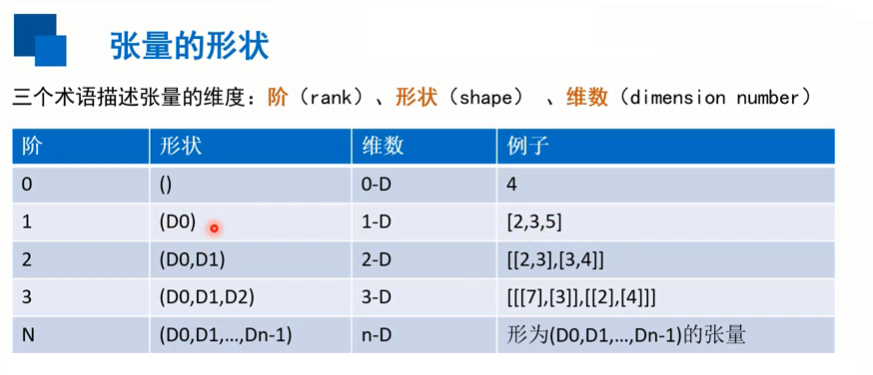 张量的形状
三个术语描述张量的维度：阶（rank）、形状（shape） 、维数（dimension number）
阶 形状 维数 例子
0 () 0-D 4
1 (D0) 1-D [2,3,5]
2 (D0,D1) 2-D [[2,3],[3,4]]
3 (D0,D1,D2) 3-D [[[7],[3]],[[2],[4]]]
N (D0,D1,…,Dn-1) n-D 形为(D0,D1,…,Dn-1)的张量